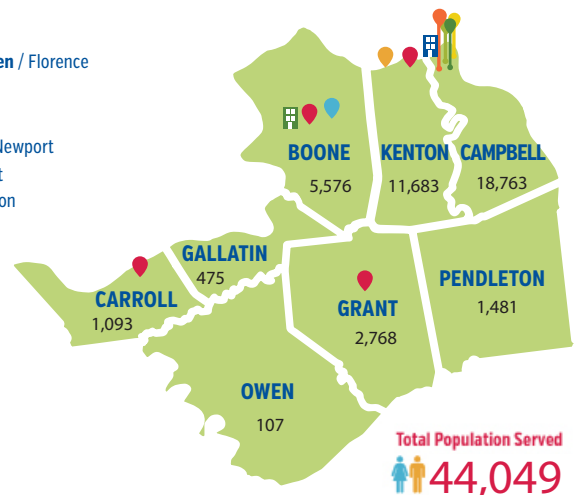 en / Florence
Newport
t
on
BOONE
5,576
KENTON
11,683
CAMPBELL
18,763
GALLATIN
475
CARROLL
1,093
GRANT
2,768
PENDLETON
1,481
OWEN
107
Total Population Served
44,049